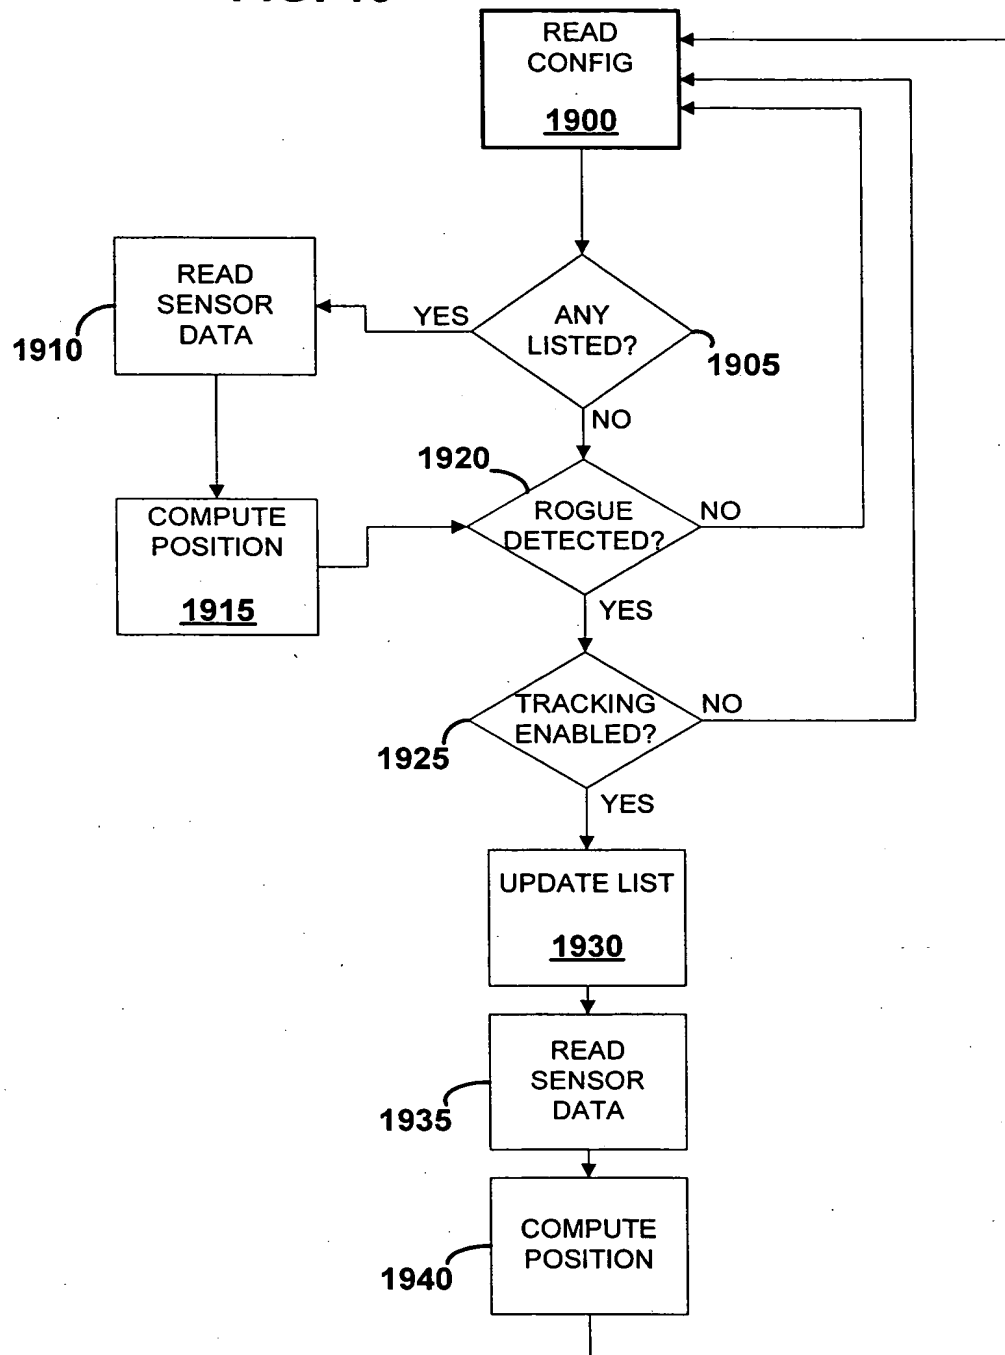 READ
CONFIG
1900
READ
SENSOR
DATA
1910
YES
ANY
LISTED?
1905
NO
1920
COMPUTE
POSITION
1915
ROGUE
DETECTED?
NO
YES
TRACKING
ENABLED?
NO
1925
YES
UPDATE LIST
1930
READ
SENSOR
DATA
1935
COMPUTE
POSITION
1940